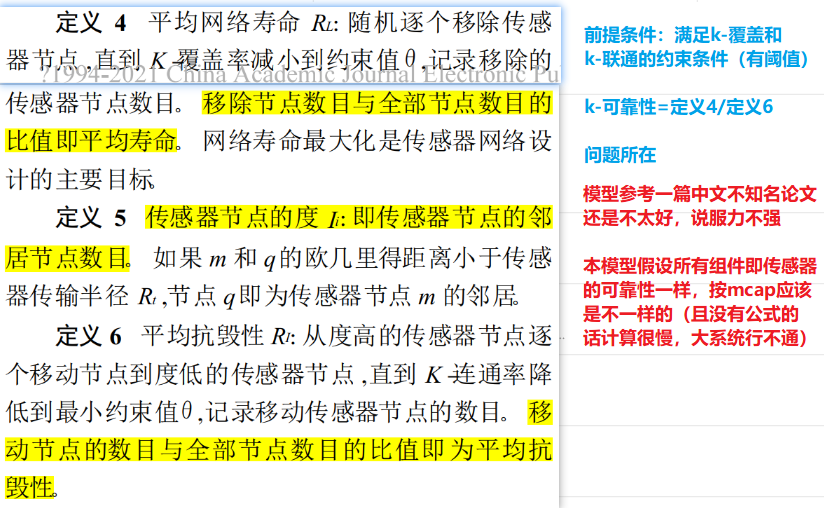 定义 4 平均网络寿命 RL: 随机逐个移除传感
器节点,直到 K-覆盖率减小到约束值θ,记录移除的
?1994-2021 China Academic Journal Electronic Pu
传感器节点数目。移除节点数目与全部节点数目的
比值即平均寿命。网络寿命最大化是传感器网络设
计的主要目标.
定义 5 传感器节点的度 Ii: 即传感器节点的邻
居节点数目。如果 m 和 q的欧几里得距离小于传感
器传输半径 Rt,节点 q即为传感器节点 m 的邻居。
定义 6 平均抗毁性 RI: 从度高的传感器节点逐
个移动节点到度低的传感器节点,直到 K-连通率降
低到最小约束值θ,记录移动传感器节点的数目。移
动节点的数目与全部节点数目的比值即为平均抗
毁性。
前提条件：满足k-覆盖和
k-联通的约束条件（有阈值）
k-可靠性=定义4/定义6
问题所在
模型参考一篇中文不知名论文
还是不太好，说服力不强
本模型假设所有组件即传感器
的可靠性一样，按mcap应该
是不一样的（且没有公式的
话计算很慢，大系统行不通）